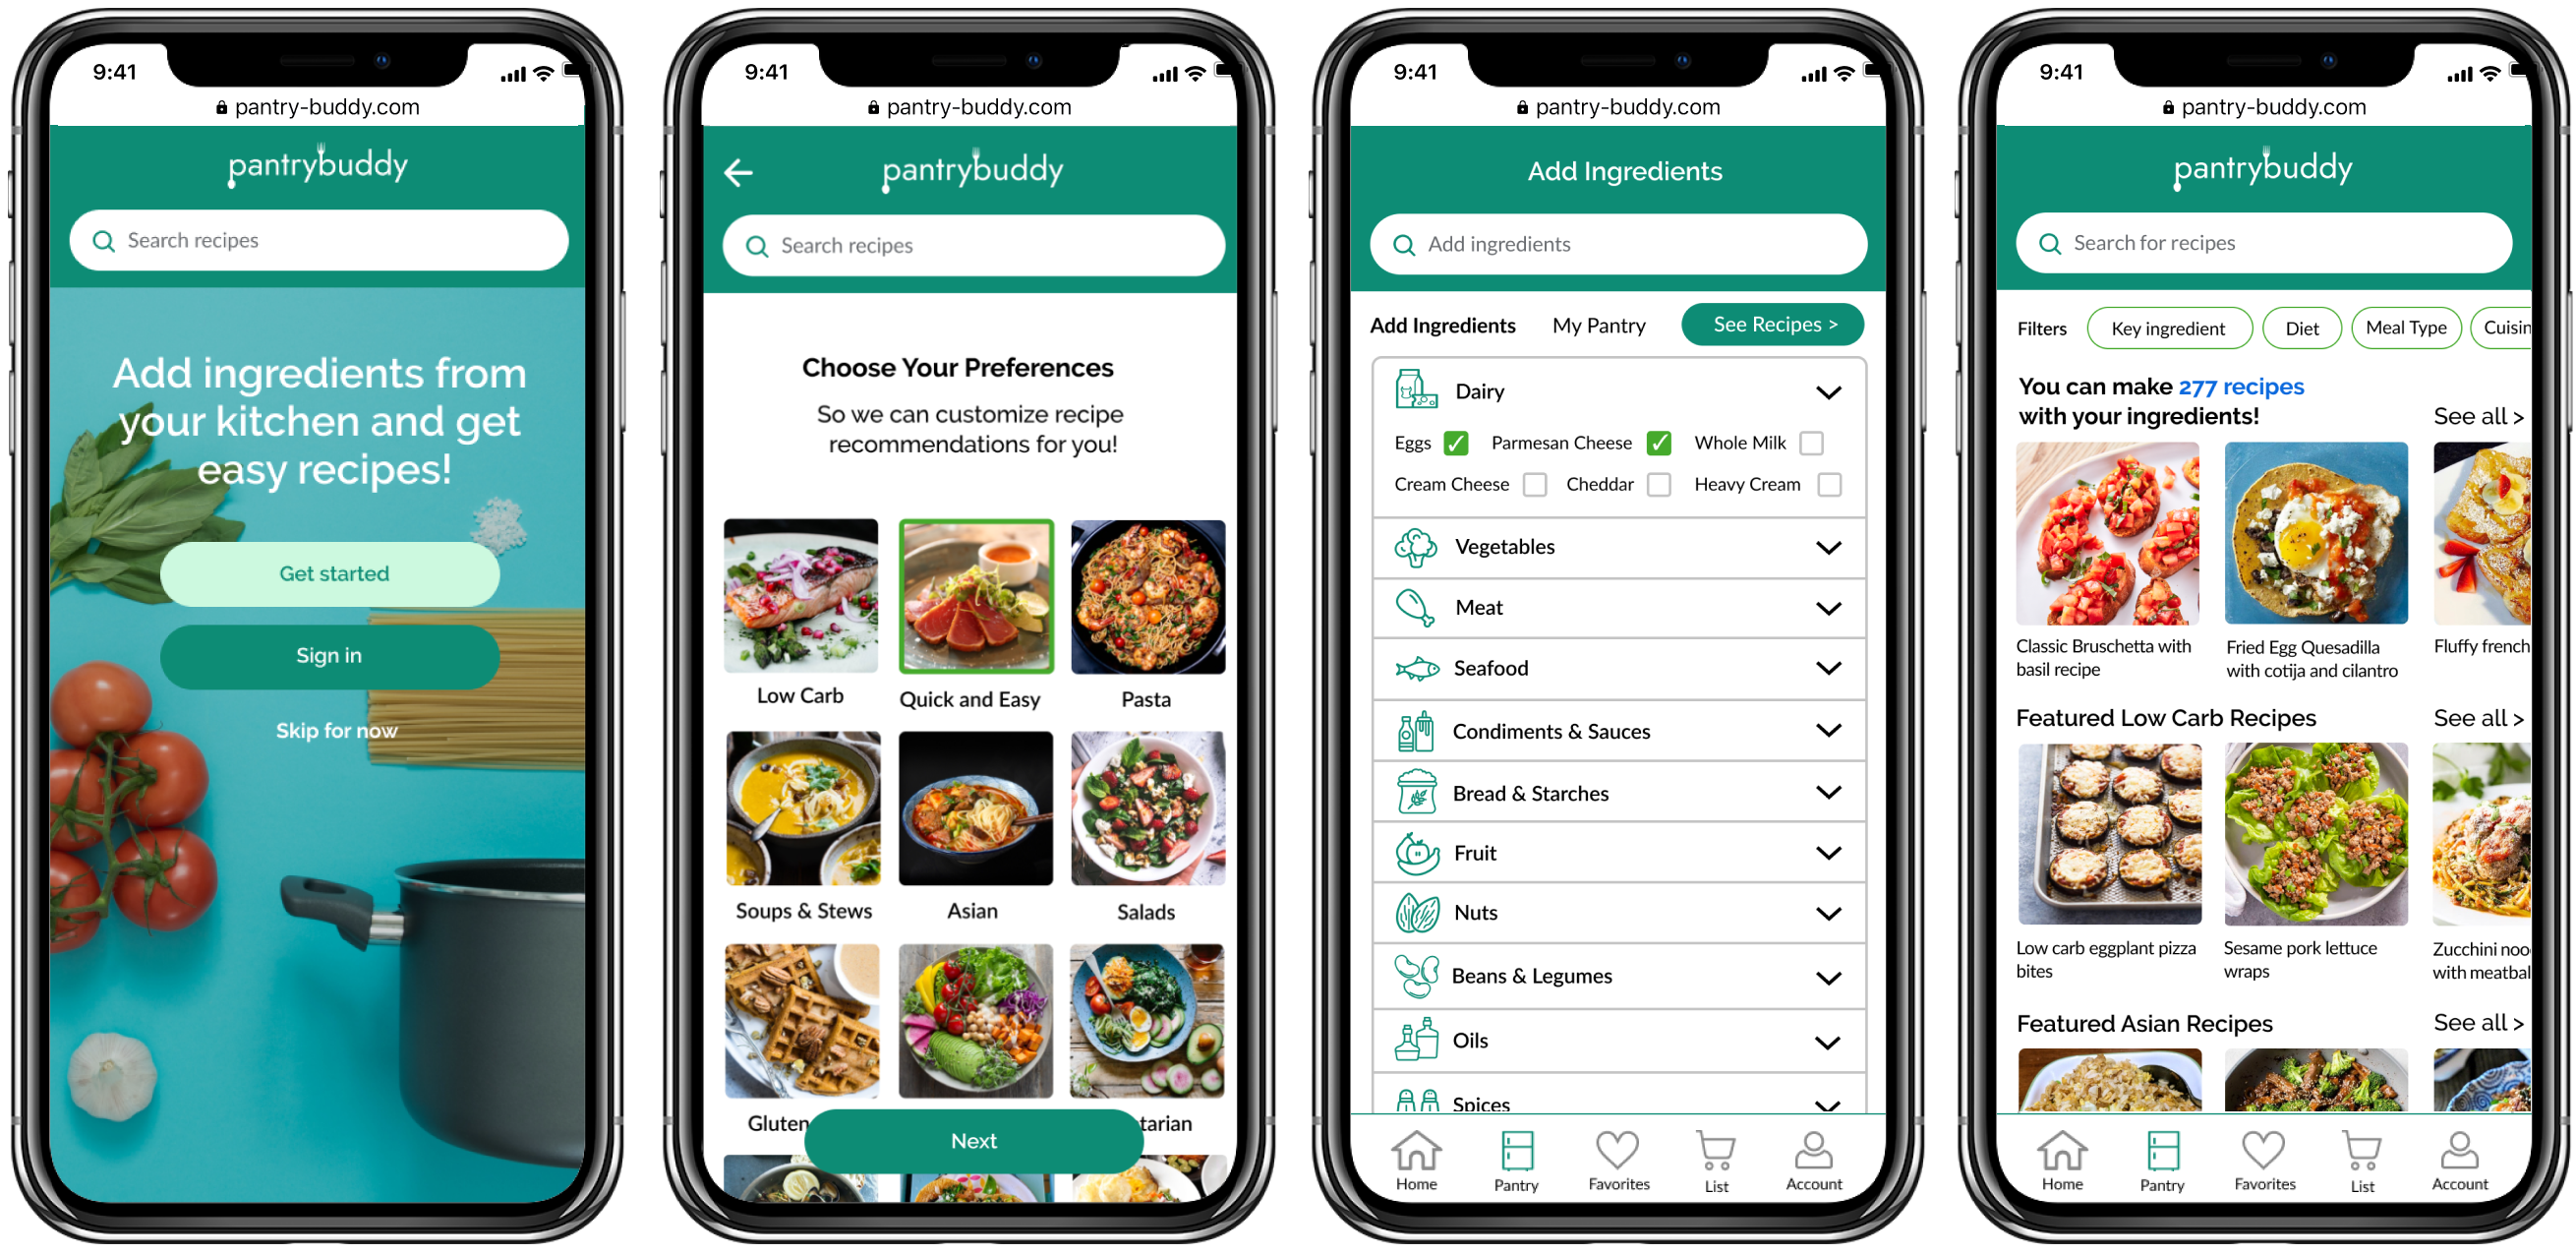 9:41
pantry-buddy.com
pantrybuddy
Search recipes
Add ingredients from
your kitchen and get
easy recipes!
Get started
Sign in
Skip for now
9:41
pantry-buddy.com
pantrybuddy
Search recipes
Choose Your Preferences
So we can customize recipe
recommendations for you!
Low Carb
Quick and Easy
Pasta
Soups & Stews
Asian
Salads
Gluten
tarian
Next
9:41
pantry-buddy.com
Add Ingredients
Add ingredients
Add Ingredients My Pantry See Recipes >
Dairy
Eggs Parmesan Cheese Whole Milk
Cream Cheese Cheddar Heavy Cream
Vegetables
Meat
Seafood
Condiments & Sauces
Bread & Starches
Fruit
Nuts
Beans & Legumes
Oils
Spices
Home Pantry Favorites List Account
9:41
pantry-buddy.com
pantrybuddy
Search for recipes
Filters Key ingredient Diet Meal Type Cuisin
You can make 277 recipes
with your ingredients! See all >
Classic Bruschetta with
basil recipe
Fried Egg Quesadilla
with cotija and cilantro
Fluffy french
Featured Low Carb Recipes See all >
Low carb eggplant pizza
bites
Sesame pork lettuce
wraps
Zucchini noo
with meatbal
Featured Asian Recipes See all >
Home Pantry Favorites List Account